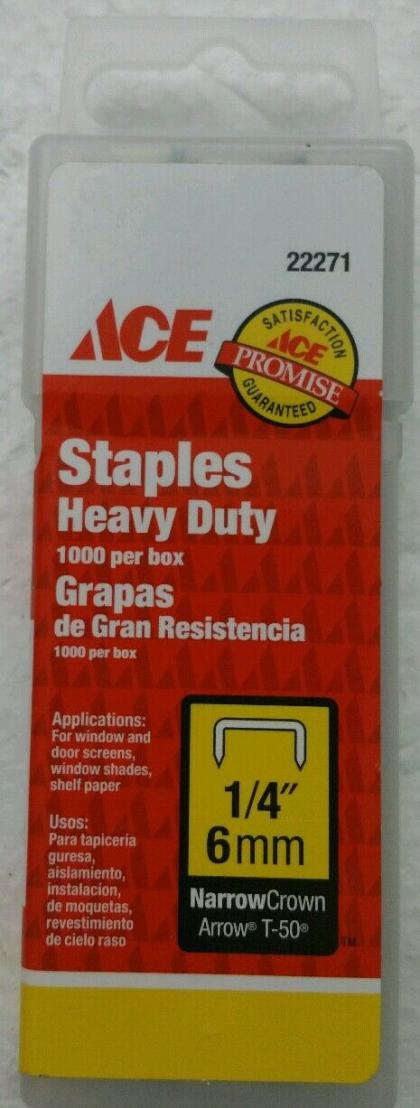 22271
ACE
SATISFACTION
ACE
PROMISE
GUARANTEED
Staples
Heavy Duty
1000 per box
Grapas
de Gran Resistencia
1000 per box
Applications:
For window and
door screens,
window shades,
shelf paper
Usos:
Para tapiceria
guresa,
aislamiento,
instalacion,
de moquetas,
revestimiento
de cielo raso
1/4″
6mm
NarrowCrown
Arrow® T-50®
TM